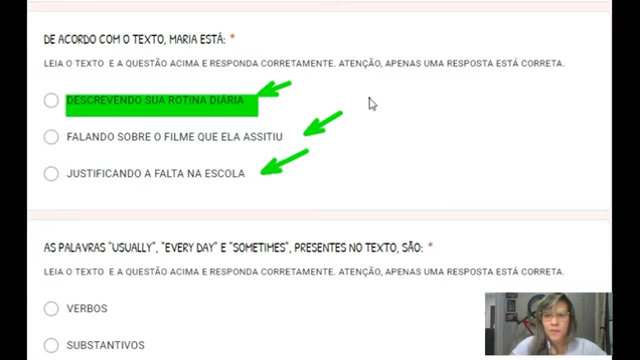 DE ACORDO COM O TEXTO, MARIA ESTÁ: *
LEIA O TEXTO E A QUESTÃO ACIMA E RESPONDA CORRETAMENTE. ATENÇÃO, APENAS UMA RESPOSTA ESTÁ CORRETA.
DESCREVENDO SUA ROTINA DIÁRIA
FALANDO SOBRE O FILME QUE ELA ASSITIU
JUSTIFICANDO A FALTA NA ESCOLA
AS PALAVRAS "USUALLY", "EVERY DAY" E "SOMETIMES", PRESENTES NO TEXTO, SÃO: *
LEIA O TEXTO E A QUESTÃO ACIMA E RESPONDA CORRETAMENTE. ATENÇÃO, APENAS UMA RESPOSTA ESTÁ CORRETA.
VERBOS
SUBSTANTIVOS